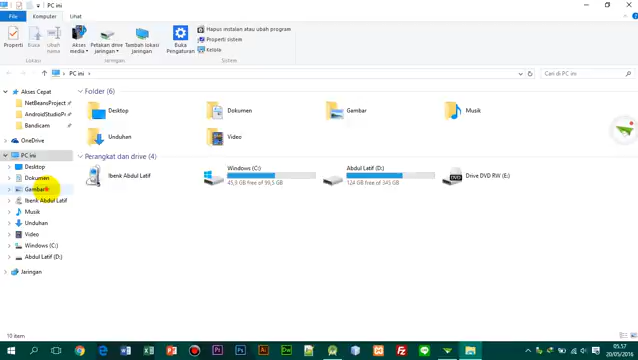 PC ini
File
Komputer
Lihat
Properti
Buka
Ubah nama
Akses media
Petakan drive jaringan
Tambah lokasi jaringan
Buka Pengaturan
Hapus instalan atau ubah program
Properti sistem
Kelola
Lokasi
Jaringan
Sistem
PC ini
Cari di PC ini
Akses Cepat
NetBeansProject
AndroidStudioPro
Bandicam
OneDrive
PC ini
Desktop
Dokumen
Gambar
Ibenk Abdul Latif
Musik
Unduhan
Video
Windows (C:)
Abdul Latif (D:)
Jaringan
Folder (6)
Desktop
Dokumen
Gambar
Musik
Unduhan
Video
Perangkat dan drive (4)
Ibenk Abdul Latif
Windows (C:)
45,9 GB free of 99,5 GB
Abdul Latif (D:)
124 GB free of 345 GB
Drive DVD RW (E:)
DVD
10 item
05.57
20/05/2016